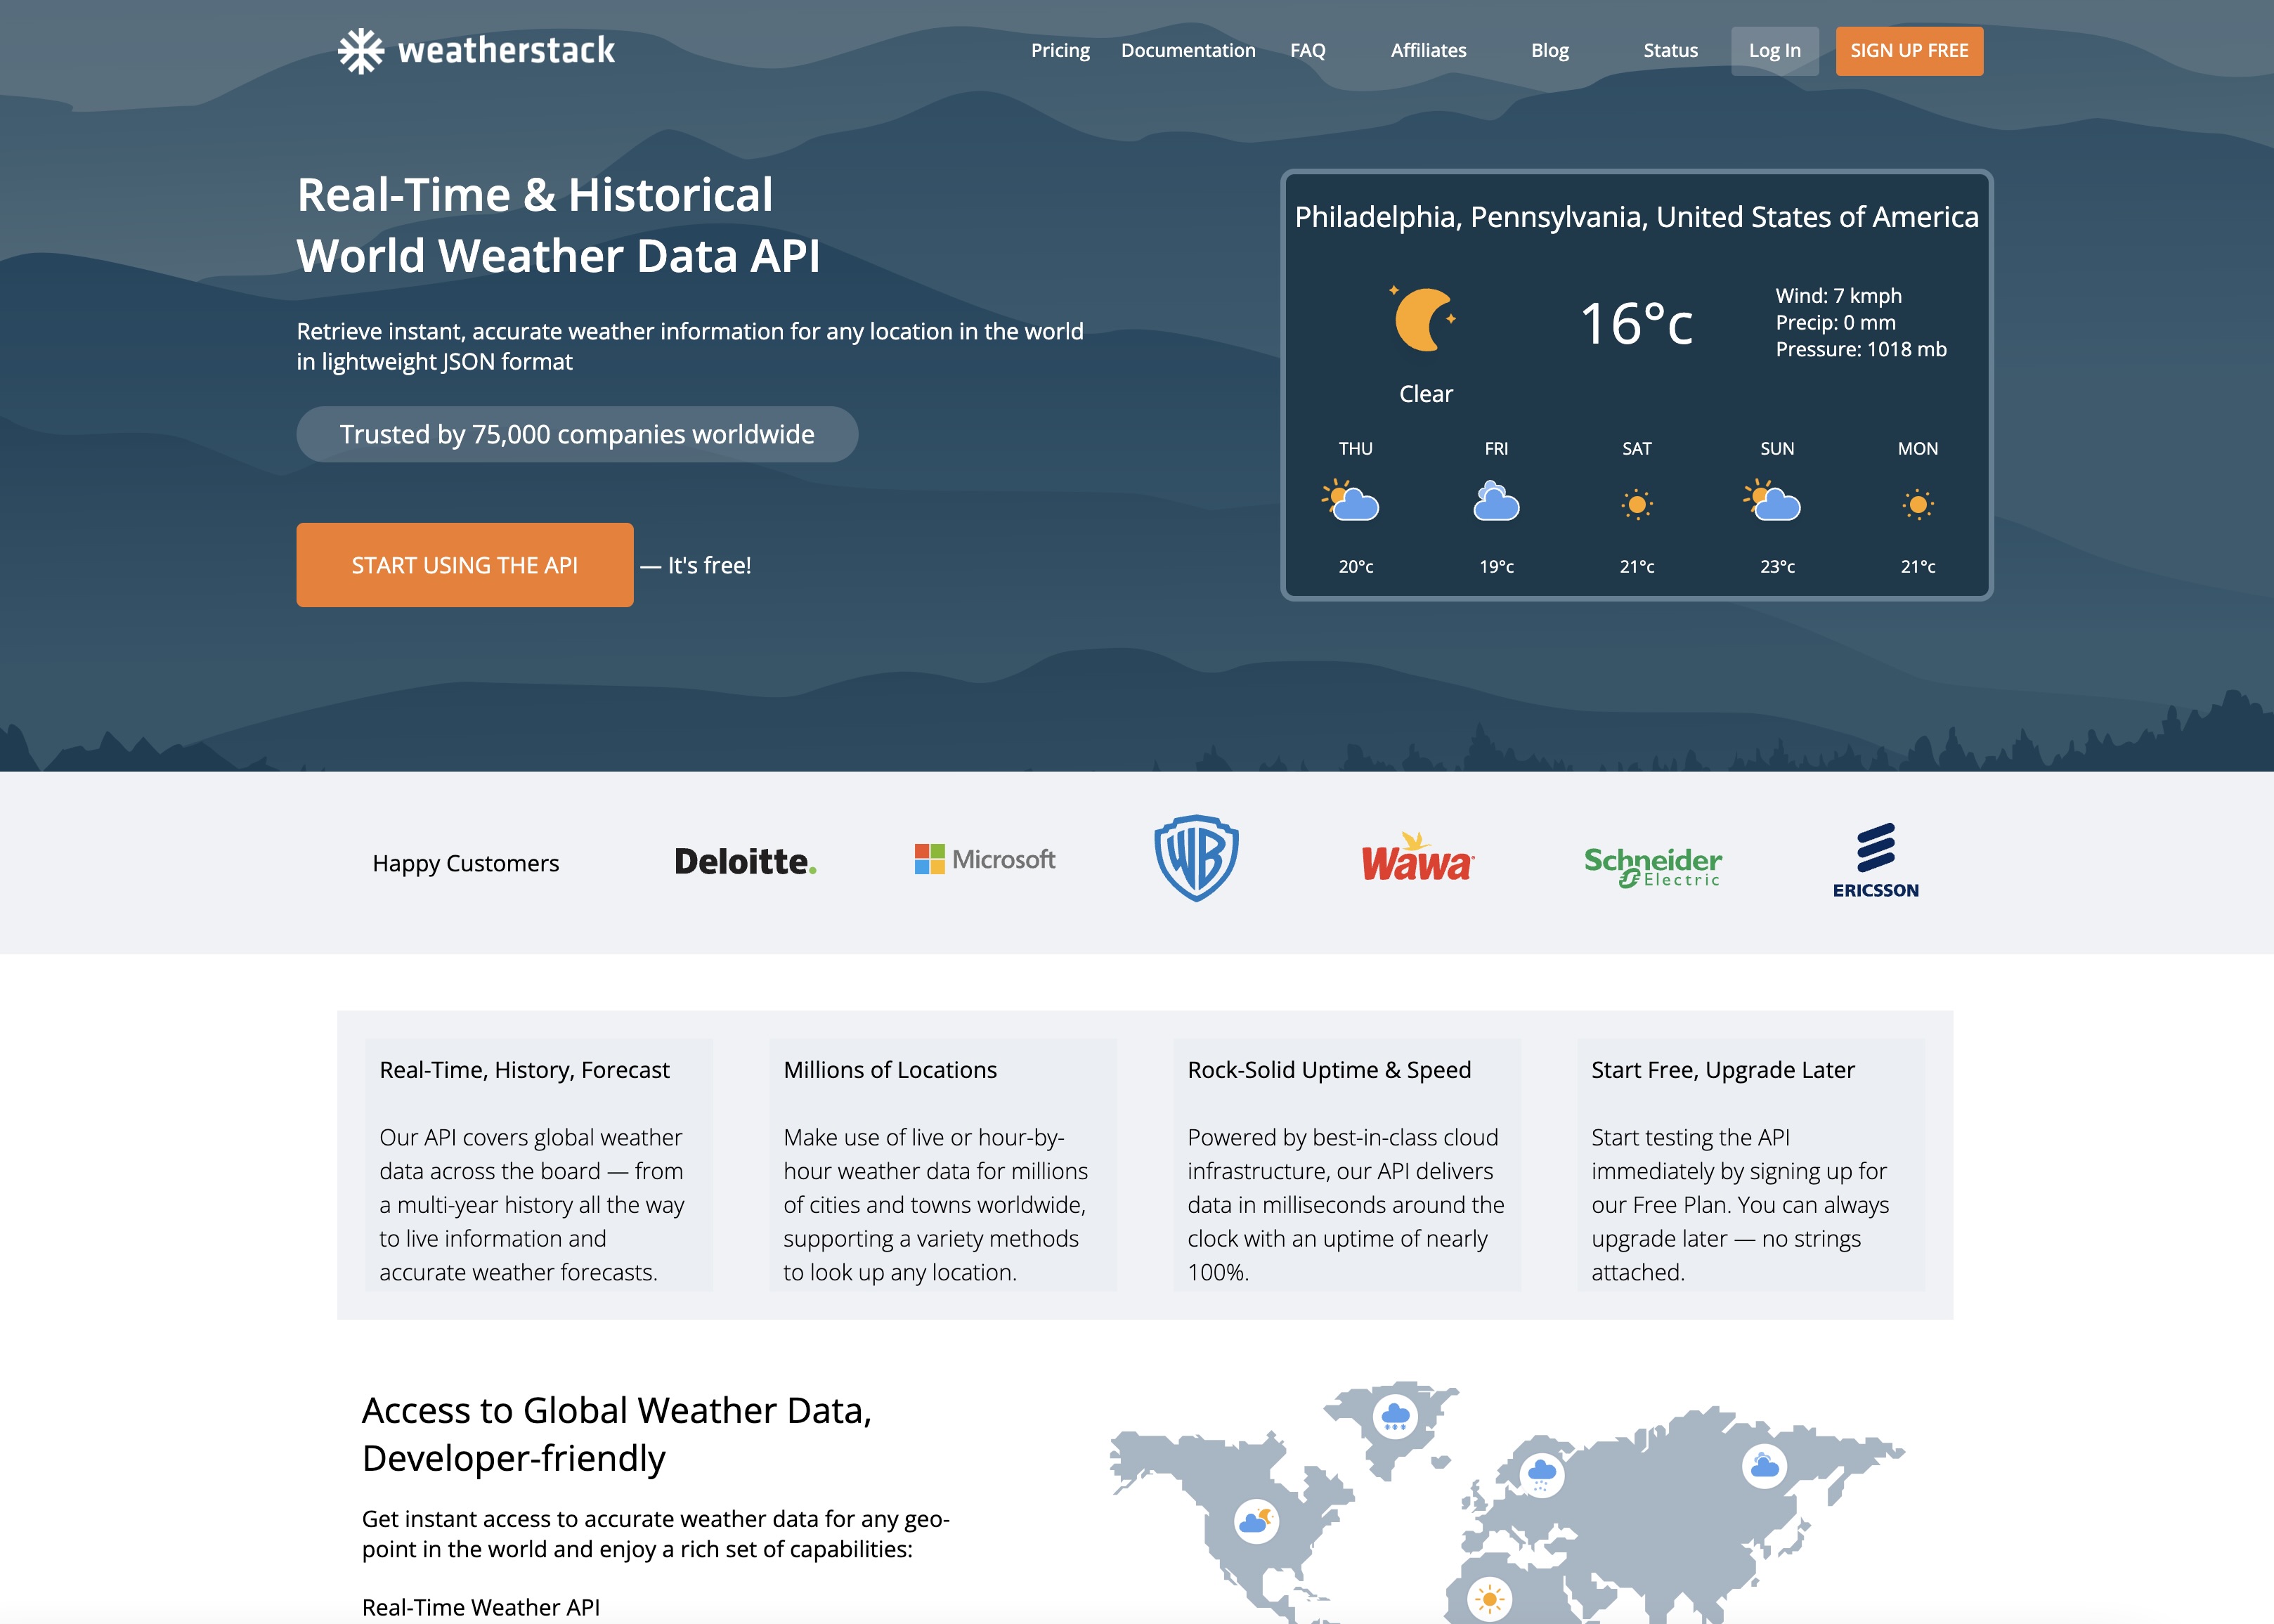 weatherstack
Pricing Documentation FAQ Affiliates Blog Status Log In SIGN UP FREE
Real-Time & Historical
World Weather Data API
Retrieve instant, accurate weather information for any location in the world
in lightweight JSON format
Trusted by 75,000 companies worldwide
START USING THE API — It's free!
Philadelphia, Pennsylvania, United States of America
Clear
16°c
Wind: 7 kmph
Precip: 0 mm
Pressure: 1018 mb
THU FRI SAT SUN MON
20°c 19°c 21°c 23°c 21°c
Happy Customers
Deloitte.
Microsoft
WB
Wawa
Schneider
Electric
ERICSSON
Real-Time, History, Forecast
Our API covers global weather
data across the board — from
a multi-year history all the way
to live information and
accurate weather forecasts.
Millions of Locations
Make use of live or hour-by-
hour weather data for millions
of cities and towns worldwide,
supporting a variety methods
to look up any location.
Rock-Solid Uptime & Speed
Powered by best-in-class cloud
infrastructure, our API delivers
data in milliseconds around the
clock with an uptime of nearly
100%.
Start Free, Upgrade Later
Start testing the API
immediately by signing up for
our Free Plan. You can always
upgrade later — no strings
attached.
Access to Global Weather Data,
Developer-friendly
Get instant access to accurate weather data for any geo-
point in the world and enjoy a rich set of capabilities:
Real-Time Weather API